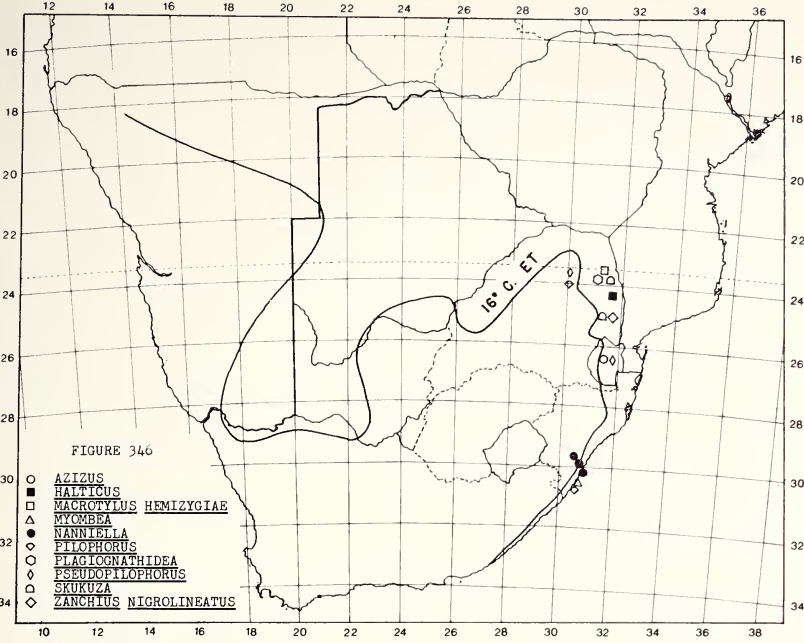 12 14 16 18 20 22 24 26 28 30 32 34 36
16 16
18 18
20 20
22 22
16° C. ET
24 24
26 26
28 28
FIGURE 346
30 30
AZIZUS
HALTICUS
MACROTYLUS HEMIZYGIAE
MYOMBEA
NANNIELLA
32 32
PILOPHORUS
PLAGIOGNATHIDEA
PSEUDOPILOPHORUS
SKUKUZA
34 ZANCHIUS NIGROLINEATUS 34
10 12 14 16 18 20 22 24 26 28 30 32 34 36